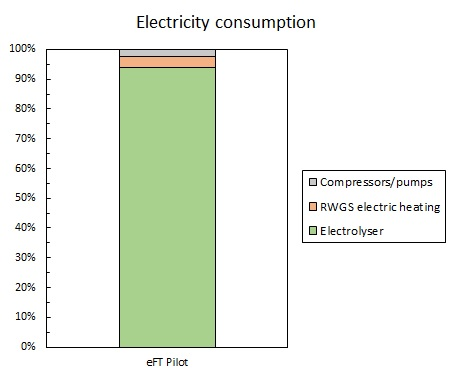 Electricity consumption
100%
90%
80%
70%
60%
50%
40%
30%
20%
10%
0%
eFT Pilot
Compressors/pumps
RWGS electric heating
Electrolyser